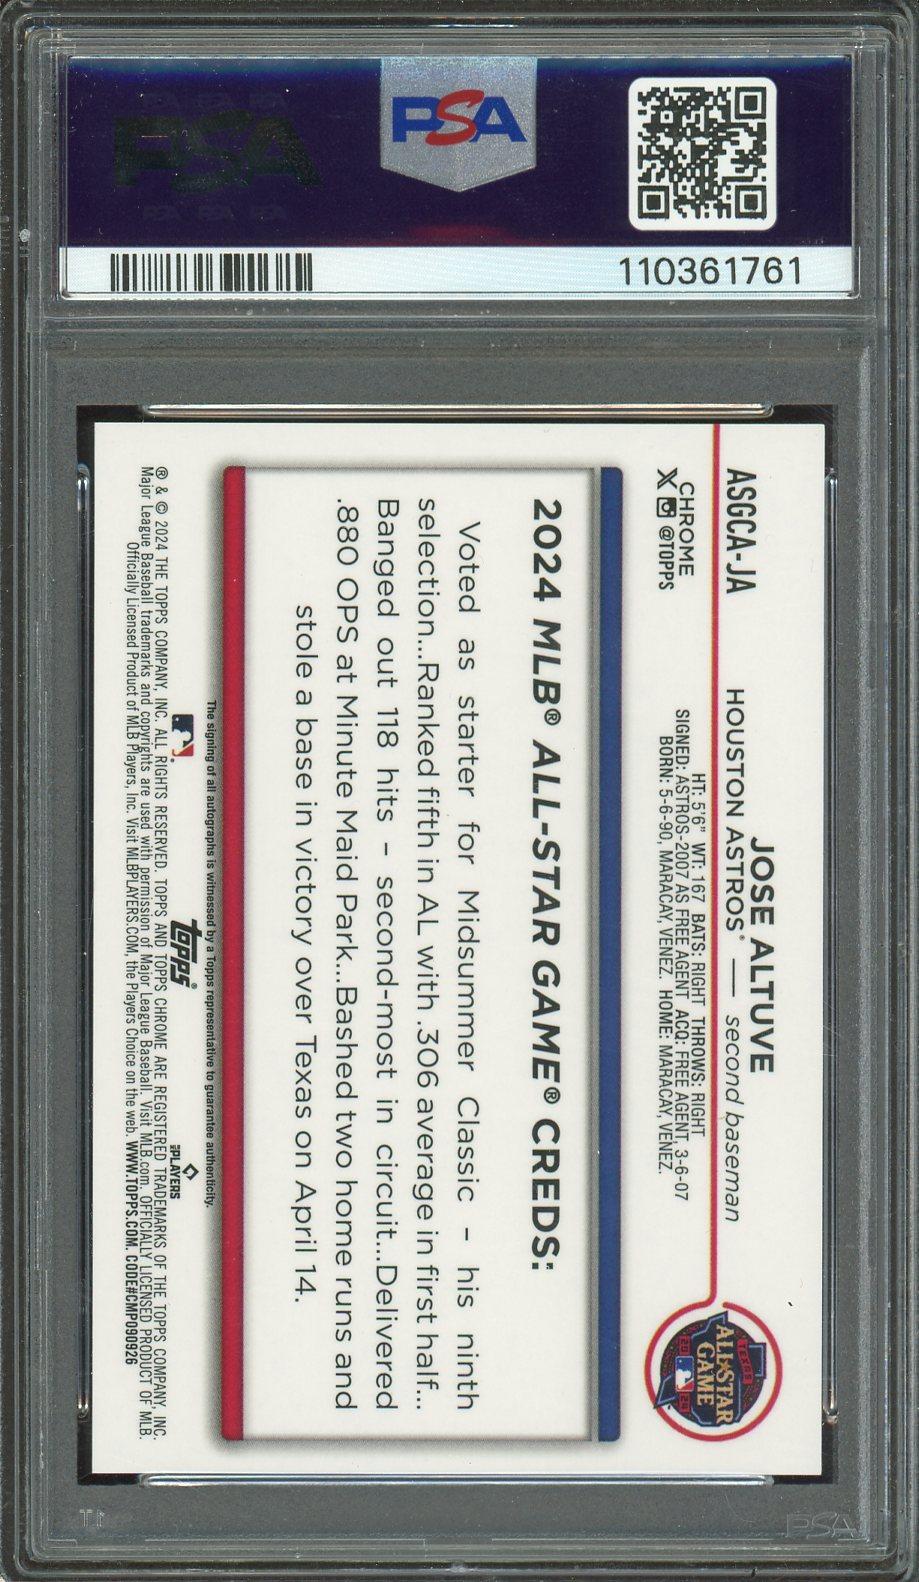 PSA
PSA
PSA PSA PSA
110361761
ASGCA-JA
JOSE ALTUVE
HOUSTON ASTROS® — second baseman
CHROME
X @TOPPS
HT: 5'6" WT: 167 BATS: RIGHT THROWS: RIGHT
SIGNED: ASTROS-2007 AS FREE AGENT ACQ: FREE AGENT, 3-6-07
BORN: 5-6-90, MARACAY, VENEZ. HOME: MARACAY, VENEZ.
TEXAS
ALL★STAR
GAME
20 24
2024 MLB® ALL-STAR GAME® CREDS:
Voted as starter for Midsummer Classic – his ninth
selection...Ranked fifth in AL with .306 average in first half...
Banged out 118 hits – second-most in circuit...Delivered
.880 OPS at Minute Maid Park...Bashed two home runs and
stole a base in victory over Texas on April 14.
The signing of all autographs is witnessed by a Topps representative to guarantee authenticity.
topps®
PLAYERS
® & © 2024 THE TOPPS COMPANY, INC. ALL RIGHTS RESERVED. TOPPS AND TOPPS CHROME ARE REGISTERED TRADEMARKS OF THE TOPPS COMPANY, INC.
Major League Baseball trademarks and copyrights are used with permission of Major League Baseball. Visit MLB.com. OFFICIALLY LICENSED PRODUCT OF MLB
Officially Licensed Product of MLB Players, Inc. Visit MLBPLAYERS.COM, the Players Choice on the web. WWW.TOPPS.COM. CODE#CMP090926
PSA